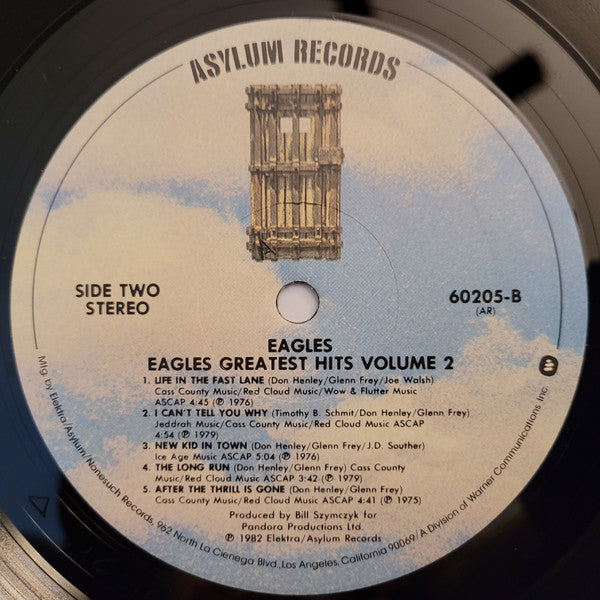 ASYLUM RECORDS
SIDE TWO
STEREO
60205-B
(AR)
EAGLES
EAGLES GREATEST HITS VOLUME 2
1. LIFE IN THE FAST LANE (Don Henley/Glenn Frey/Joe Walsh)
Cass County Music/Red Cloud Music/Wow & Flutter Music
ASCAP 4:45 (℗ 1976)
2. I CAN'T TELL YOU WHY (Timothy B. Schmit/Don Henley/Glenn Frey)
Jeddrah Music/Cass County Music/Red Cloud Music ASCAP
4:54 (℗ 1979)
3. NEW KID IN TOWN (Don Henley/Glenn Frey/J.D. Souther)
Ice Age Music ASCAP 5:04 (℗ 1976)
4. THE LONG RUN (Don Henley/Glenn Frey) Cass County
Music/Red Cloud Music ASCAP 3:42 (℗ 1979)
5. AFTER THE THRILL IS GONE (Don Henley/Glenn Frey)
Cass County Music/Red Cloud Music ASCAP 4:41 (℗ 1975)
Produced by Bill Szymczyk for
Pandora Productions Ltd.
℗ 1982 Elektra/Asylum Records
Mfg. by Elektra/Asylum/Nonesuch Records, 962 North La Cienega Blvd., Los Angeles, California 90069/A Division of Warner Communications Inc.